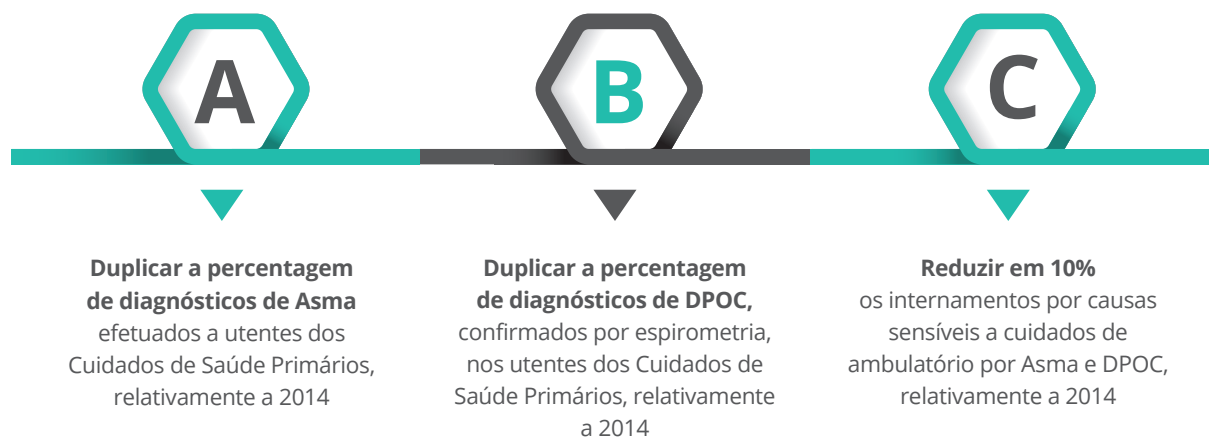 A
Duplicar a percentagem
de diagnósticos de Asma
efetuados a utentes dos
Cuidados de Saúde Primários,
relativamente a 2014
B
Duplicar a percentagem
de diagnósticos de DPOC,
confirmados por espirometria,
nos utentes dos Cuidados de
Saúde Primários, relativamente
a 2014
C
Reduzir em 10%
os internamentos por causas
sensíveis a cuidados de
ambulatório por Asma e DPOC,
relativamente a 2014